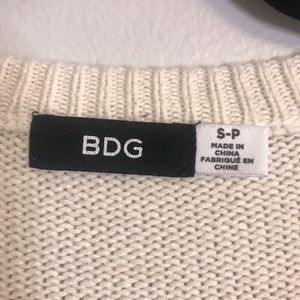 BDG
S-P
MADE IN
CHINA
FABRIQUÉ EN
CHINE